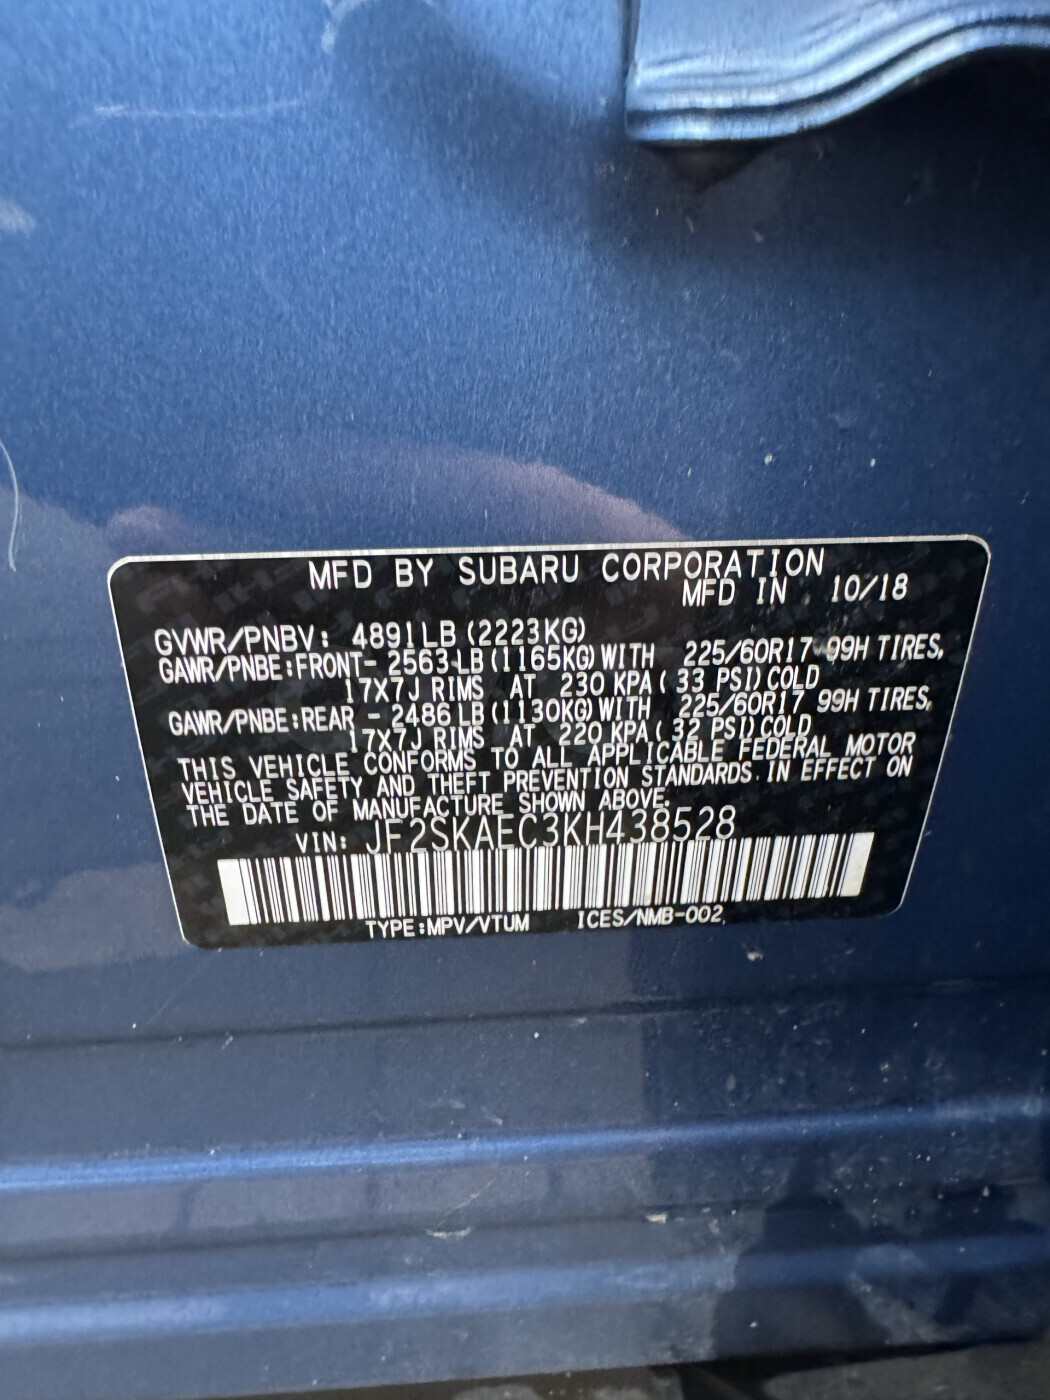 MFD BY SUBARU CORPORATION
MFD IN 10/18
GVWR/PNBV: 4891LB (2223KG)
GAWR/PNBE:FRONT- 2563 LB (1165KG) WITH 225/60R17 99H TIRES,
17X7J RIMS AT 230 KPA ( 33 PSI) COLD
GAWR/PNBE:REAR - 2486 LB (1130KG) WITH 225/60R17 99H TIRES,
17X7J RIMS AT 220 KPA ( 32 PSI) COLD
THIS VEHICLE CONFORMS TO ALL APPLICABLE FEDERAL MOTOR
VEHICLE SAFETY AND THEFT PREVENTION STANDARDS IN EFFECT ON
THE DATE OF MANUFACTURE SHOWN ABOVE.
VIN: JF2SKAEC3KH438528
TYPE:MPV/VTUM ICES/NMB-002